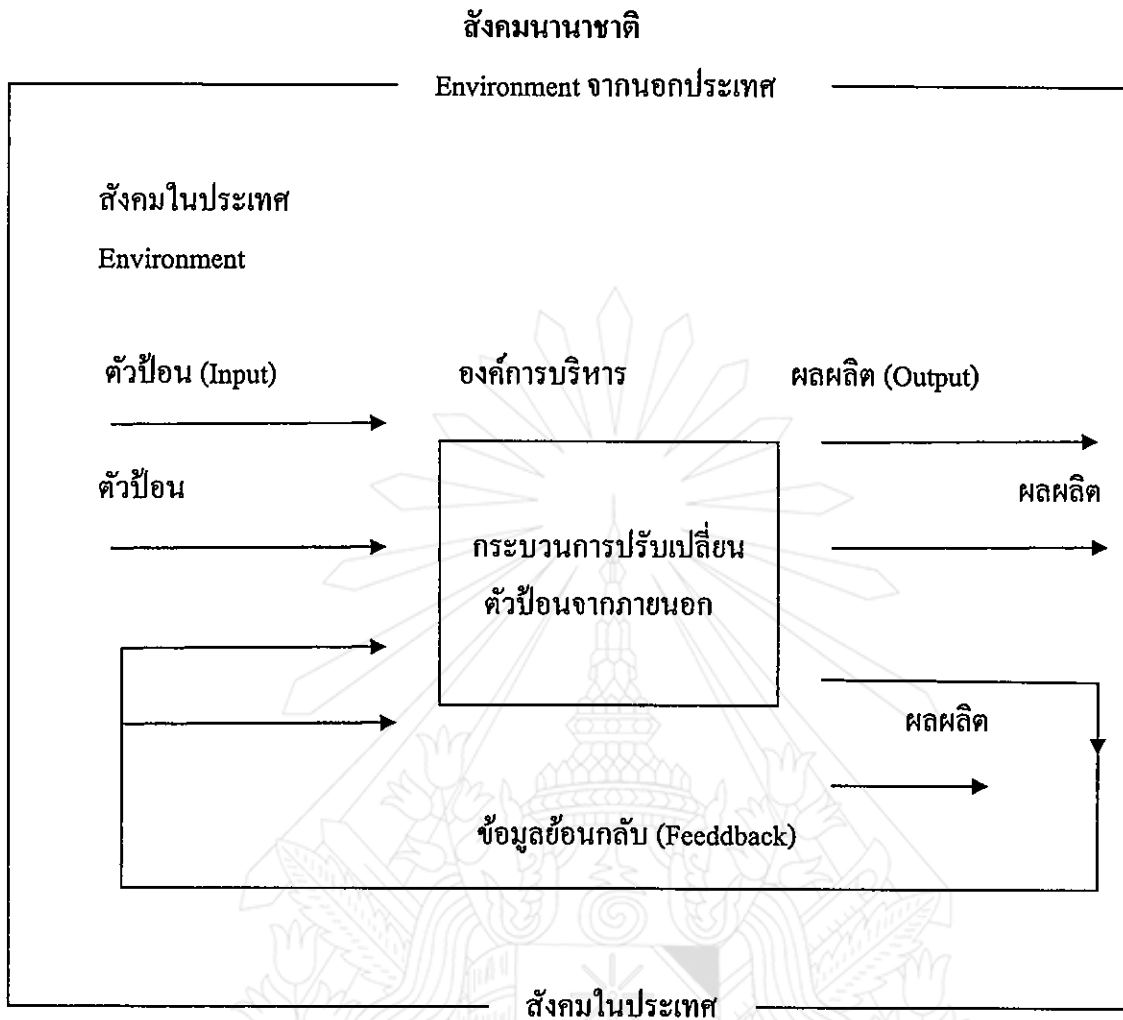 สังคมนานาชาติ
Environment จากนอกประเทศ
สังคมในประเทศ
Environment
ตัวป้อน (Input) องค์การบริหาร ผลผลิต (Output)
ตัวป้อน ผลผลิต
กระบวนการปรับเปลี่ยน
ตัวป้อนจากภายนอก
ผลผลิต
ข้อมูลย้อนกลับ (Feeddback)
สังคมในประเทศ